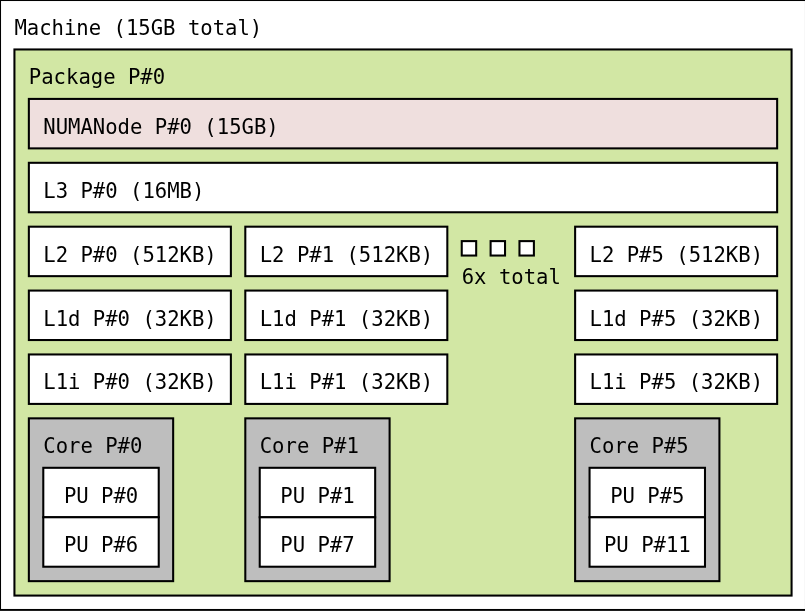 Machine (15GB total)
Package P#0
NUMANode P#0 (15GB)
L3 P#0 (16MB)
L2 P#0 (512KB)
L2 P#1 (512KB)
6x total
L2 P#5 (512KB)
L1d P#0 (32KB)
L1d P#1 (32KB)
L1d P#5 (32KB)
L1i P#0 (32KB)
L1i P#1 (32KB)
L1i P#5 (32KB)
Core P#0
Core P#1
Core P#5
PU P#0
PU P#1
PU P#5
PU P#6
PU P#7
PU P#11